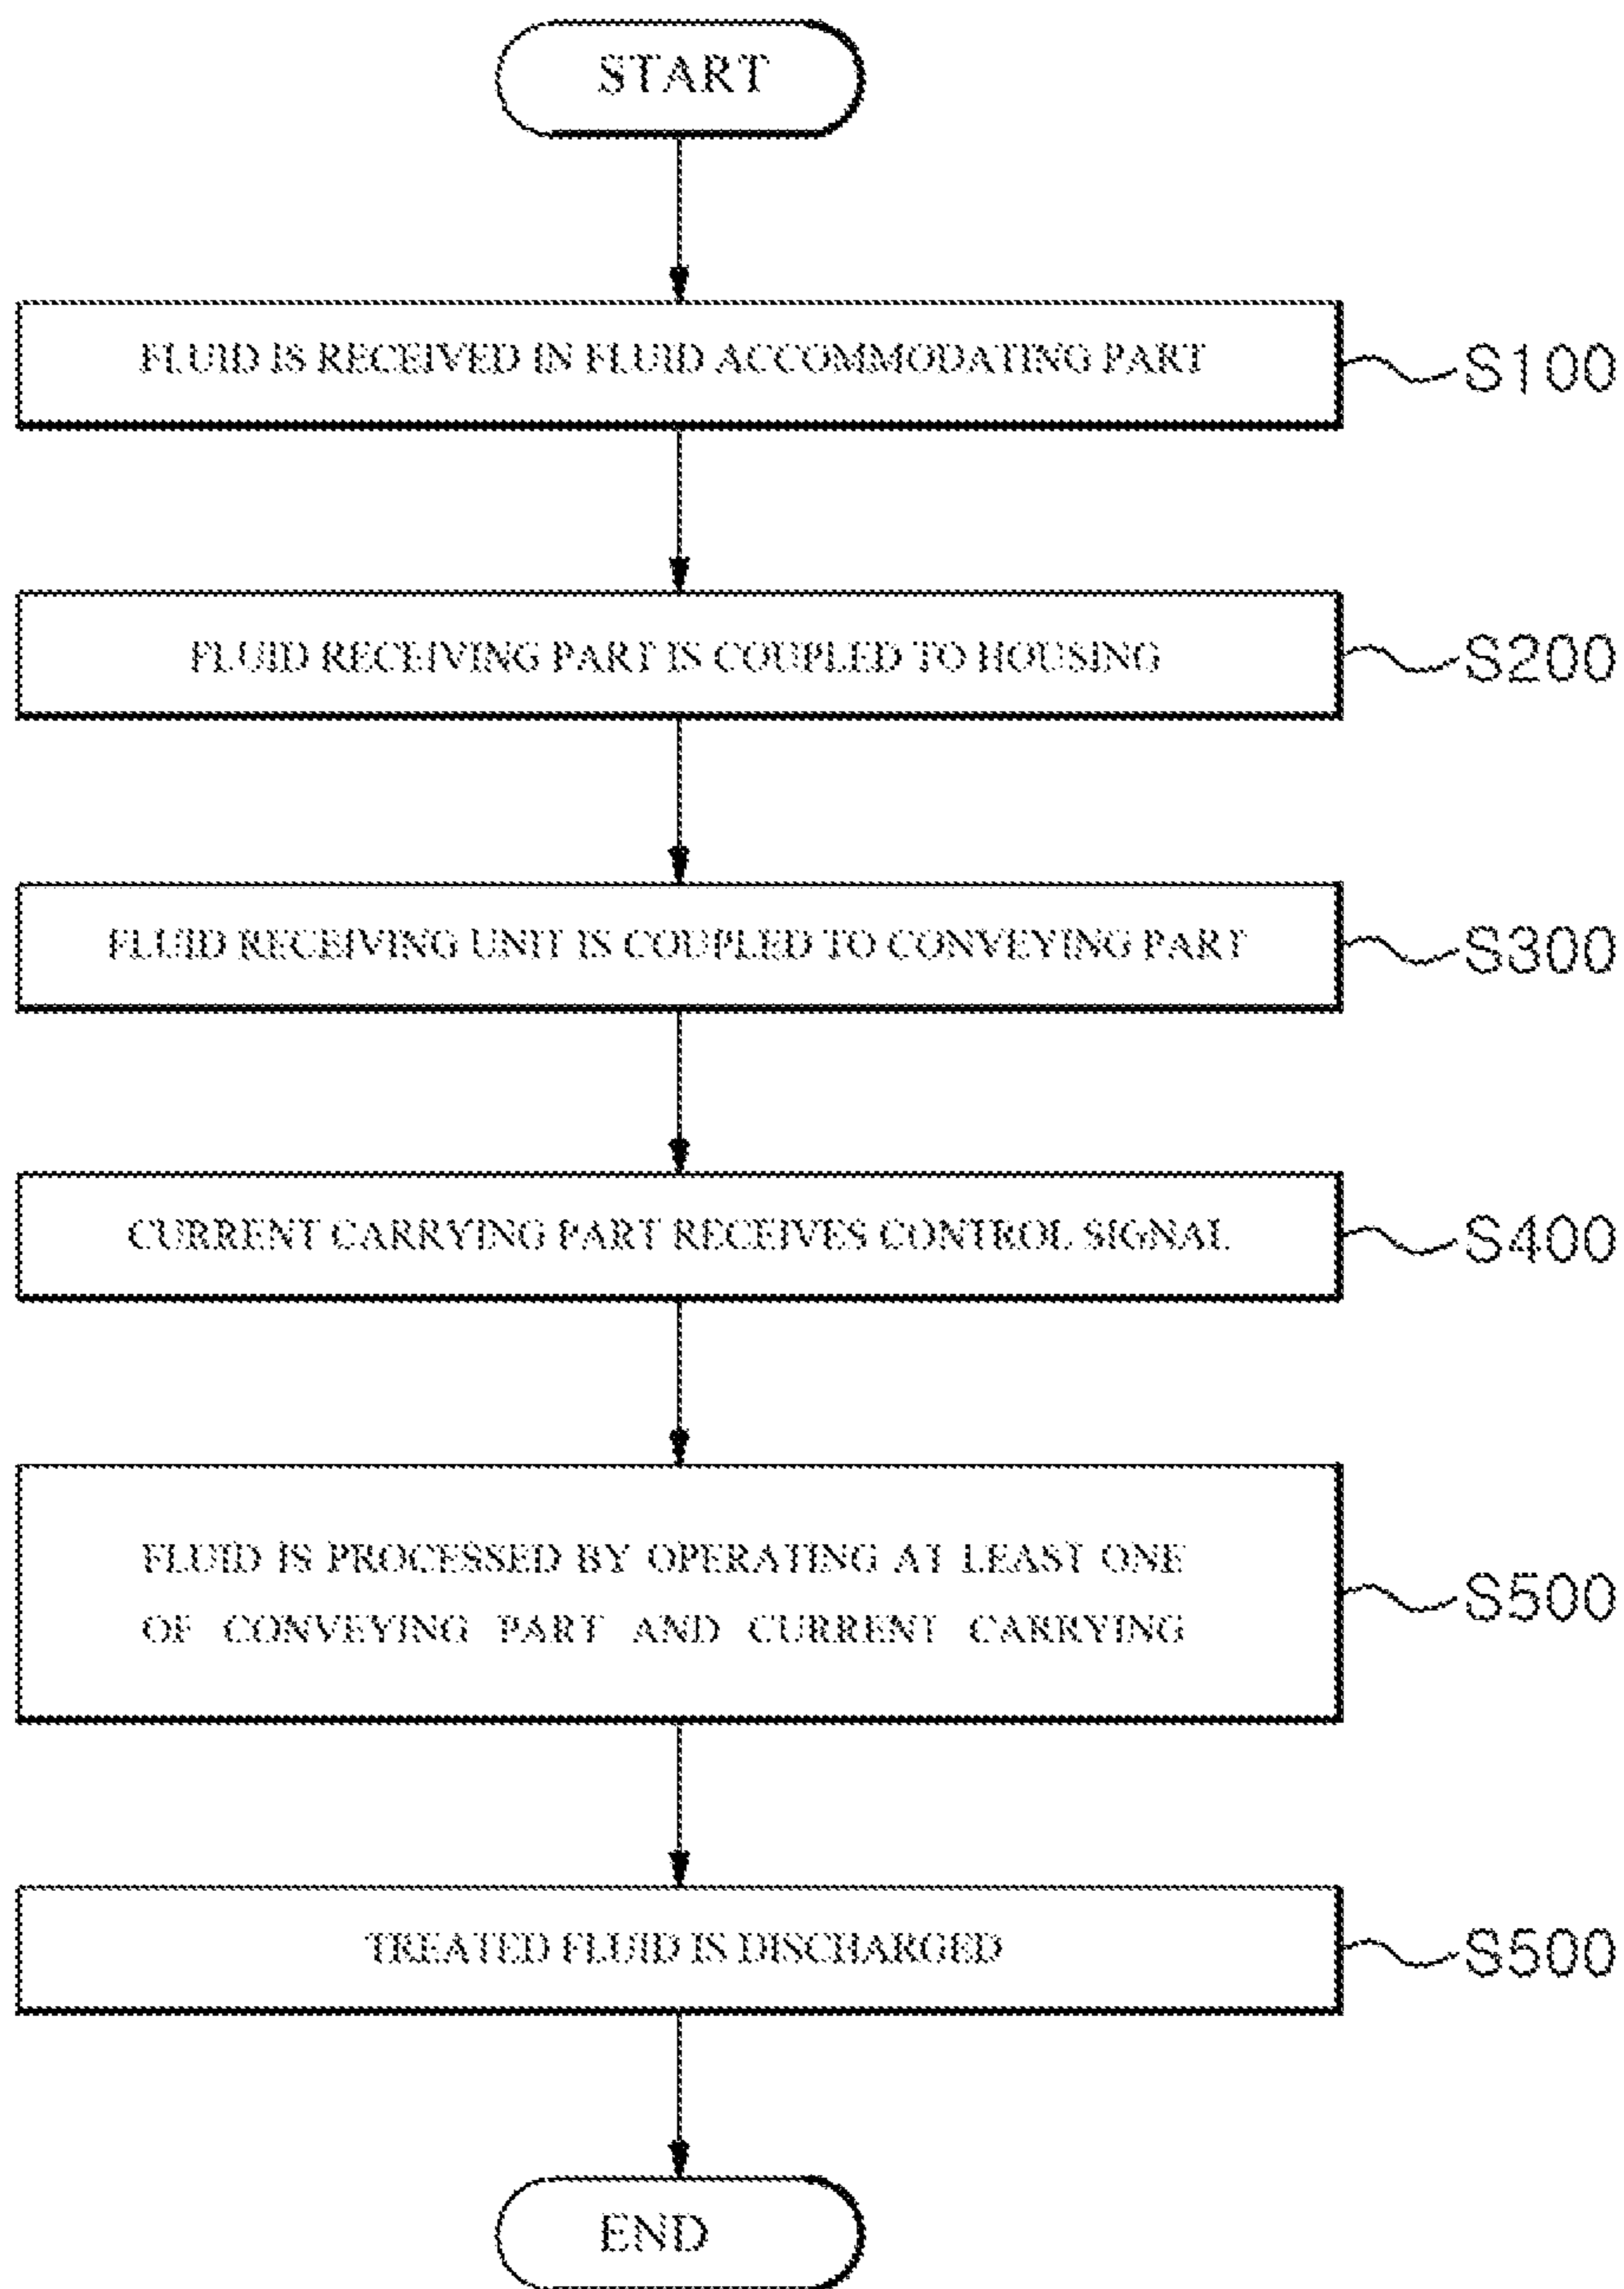 START
FLUID IS RECEIVED IN FLUID ACCOMMODATING PART
S100
FLUID RECEIVING PART IS COUPLED TO HOUSING
S200
FLUID RECEIVING UNIT IS COUPLED TO CONVEYING PART
S300
CURRENT CARRYING PART RECEIVES CONTROL SIGNAL
S400
FLUID IS PROCESSED BY OPERATING AT LEAST ONE
OF CONVEYING PART AND CURRENT CARRYING
S500
TREATED FLUID IS DISCHARGED
S500
END